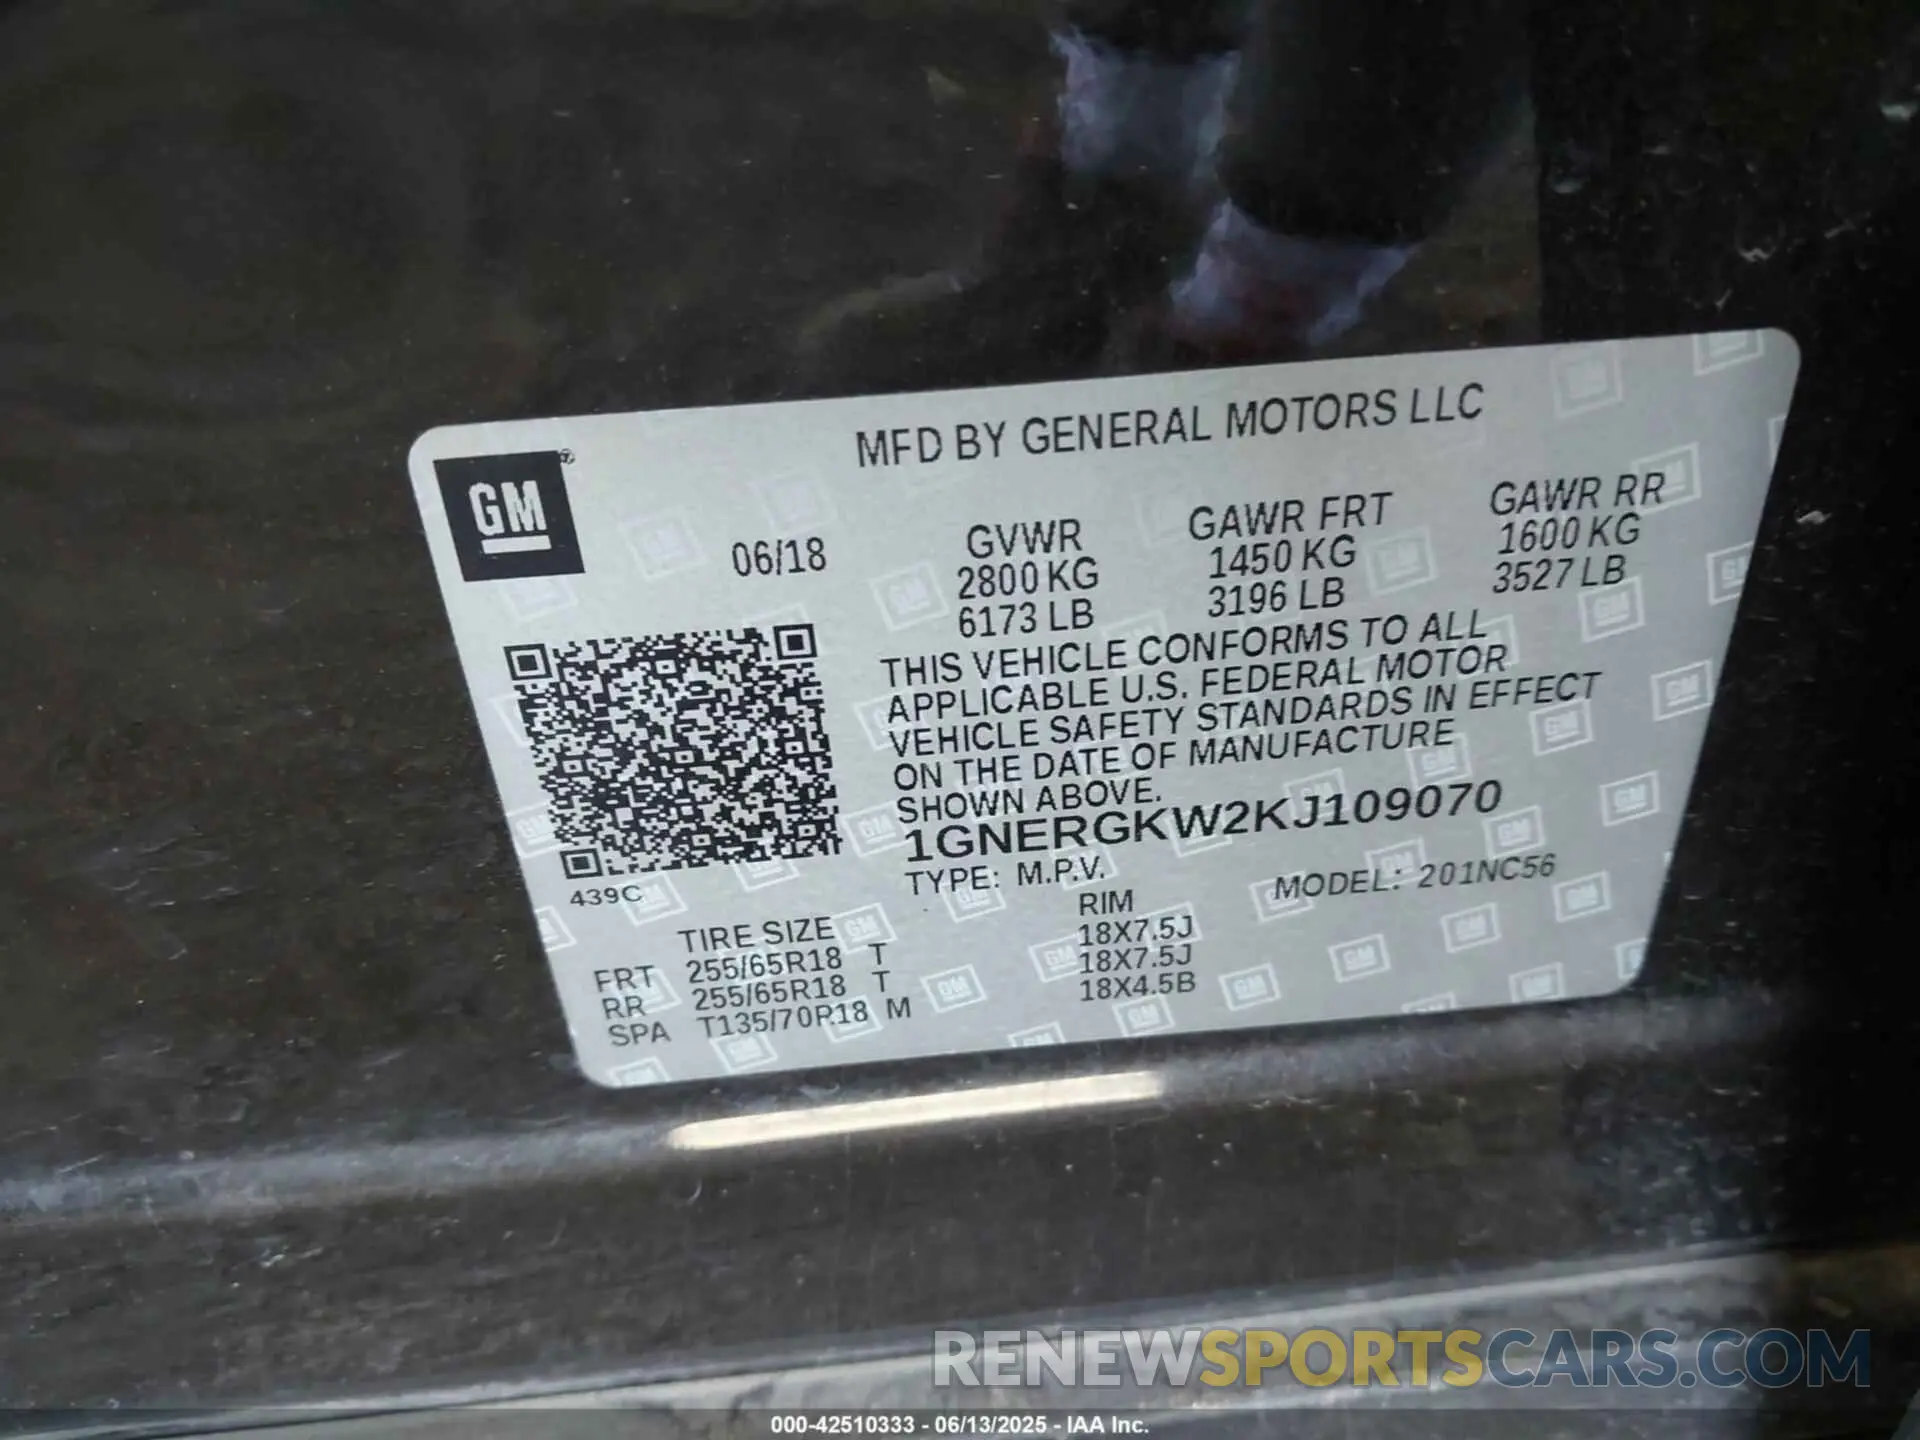 MFD BY GENERAL MOTORS LLC
GM
06/18
GVWR GAWR FRT GAWR RR
2800 KG 1450 KG 1600 KG
6173 LB 3196 LB 3527 LB
THIS VEHICLE CONFORMS TO ALL
APPLICABLE U.S. FEDERAL MOTOR
VEHICLE SAFETY STANDARDS IN EFFECT
ON THE DATE OF MANUFACTURE
SHOWN ABOVE.
1GNERGKW2KJ109070
TYPE: M.P.V. MODEL: 201NC56
439C
TIRE SIZE RIM
FRT 255/65R18 T 18X7.5J
RR 255/65R18 T 18X7.5J
SPA T135/70R18 M 18X4.5B
RENEWSPORTSCARS.COM
000-42510333 - 06/13/2025 - IAA Inc.